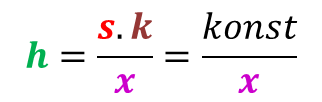 h = s.k / x = konst / x